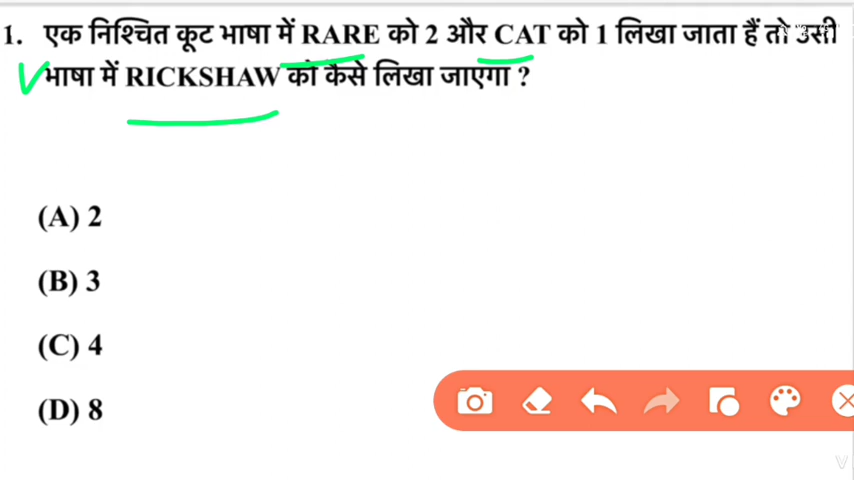 1. एक निश्चित कूट भाषा में RARE को 2 और CAT को 1 लिखा जाता हैं तो उसी
भाषा में RICKSHAW को कैसे लिखा जाएगा ?
(A) 2
(B) 3
(C) 4
(D) 8